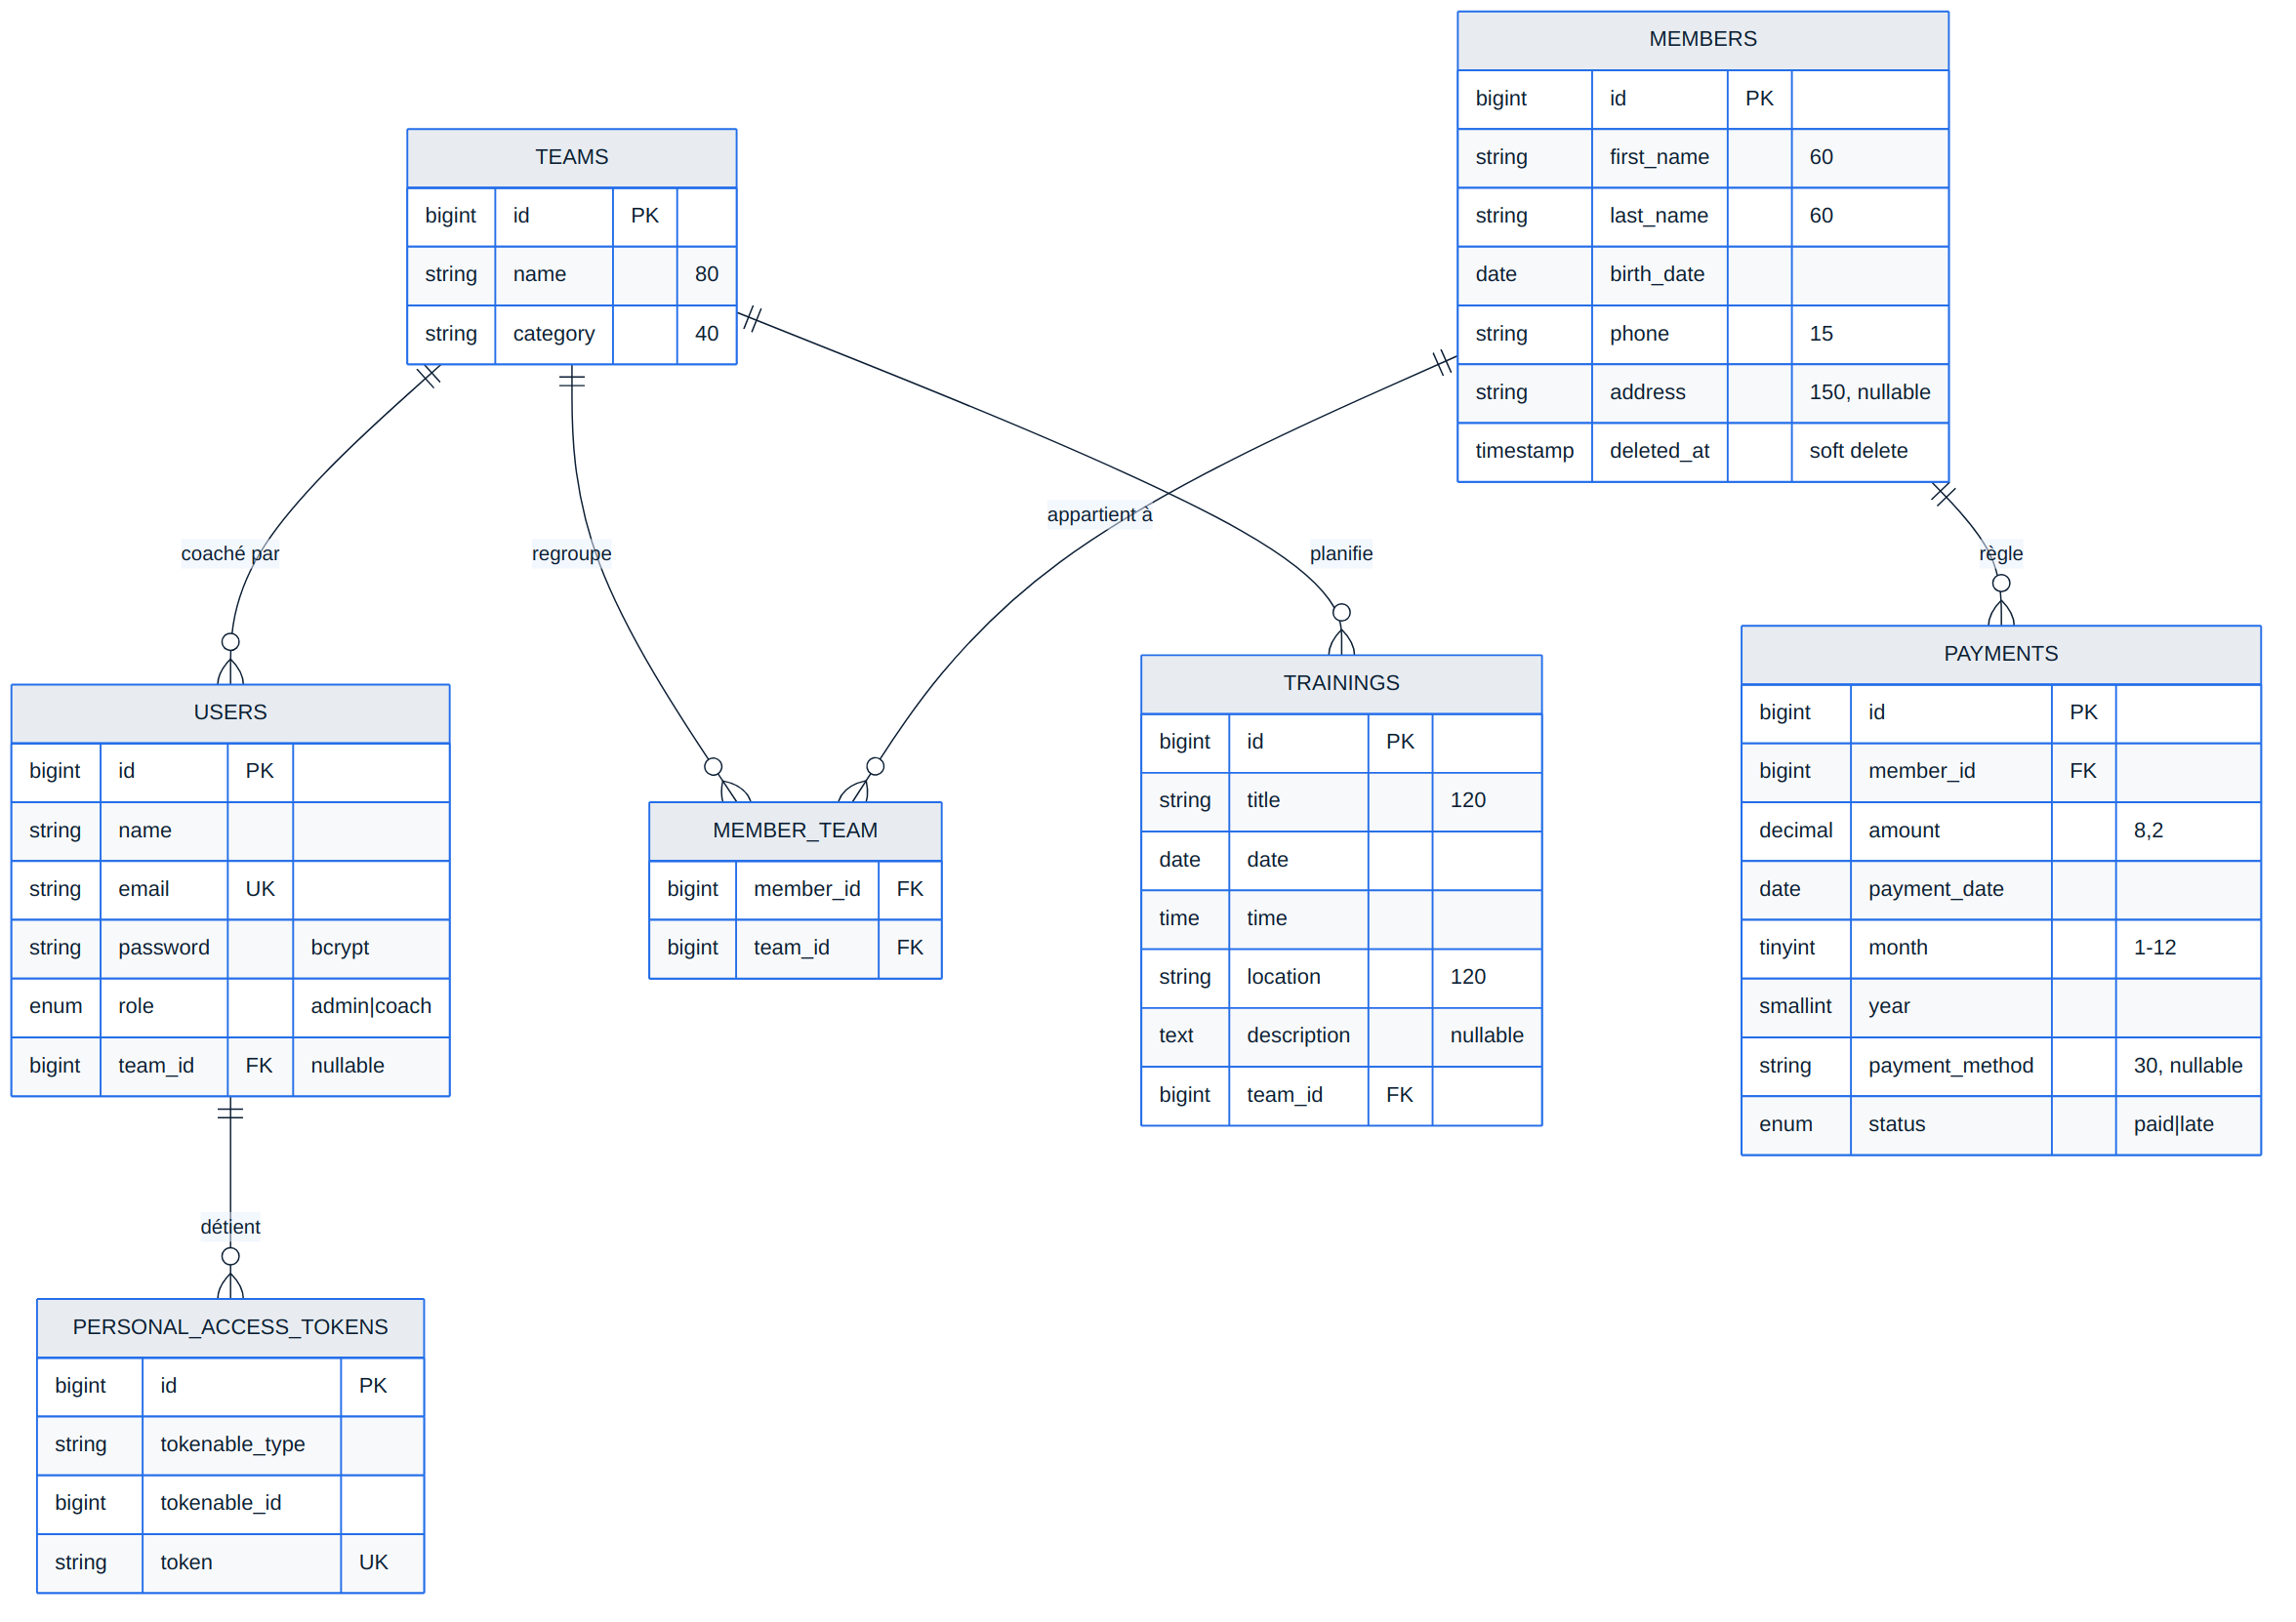 MEMBERS
bigint id PK
string first_name 60
string last_name 60
date birth_date
string phone 15
string address 150, nullable
timestamp deleted_at soft delete
TEAMS
bigint id PK
string name 80
string category 40
coaché par
regroupe
appartient à
planifie
règle
USERS
bigint id PK
string name
string email UK
string password bcrypt
enum role admin|coach
bigint team_id FK nullable
MEMBER_TEAM
bigint member_id FK
bigint team_id FK
TRAININGS
bigint id PK
string title 120
date date
time time
string location 120
text description nullable
bigint team_id FK
PAYMENTS
bigint id PK
bigint member_id FK
decimal amount 8,2
date payment_date
tinyint month 1-12
smallint year
string payment_method 30, nullable
enum status paid|late
détient
PERSONAL_ACCESS_TOKENS
bigint id PK
string tokenable_type
bigint tokenable_id
string token UK